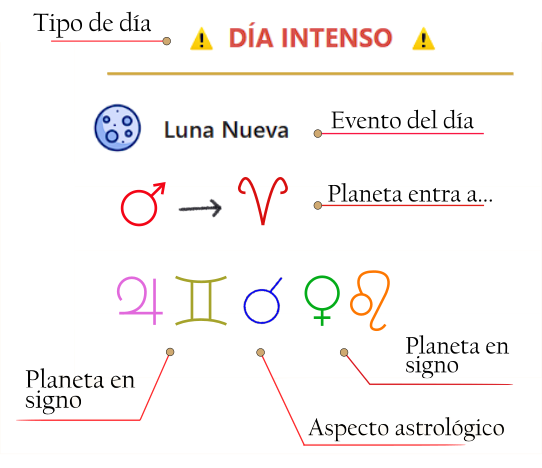 Tipo de día
DÍA INTENSO
Luna Nueva
Evento del día
Planeta entra a...
Planeta en
signo
Planeta en
signo
Aspecto astrológico